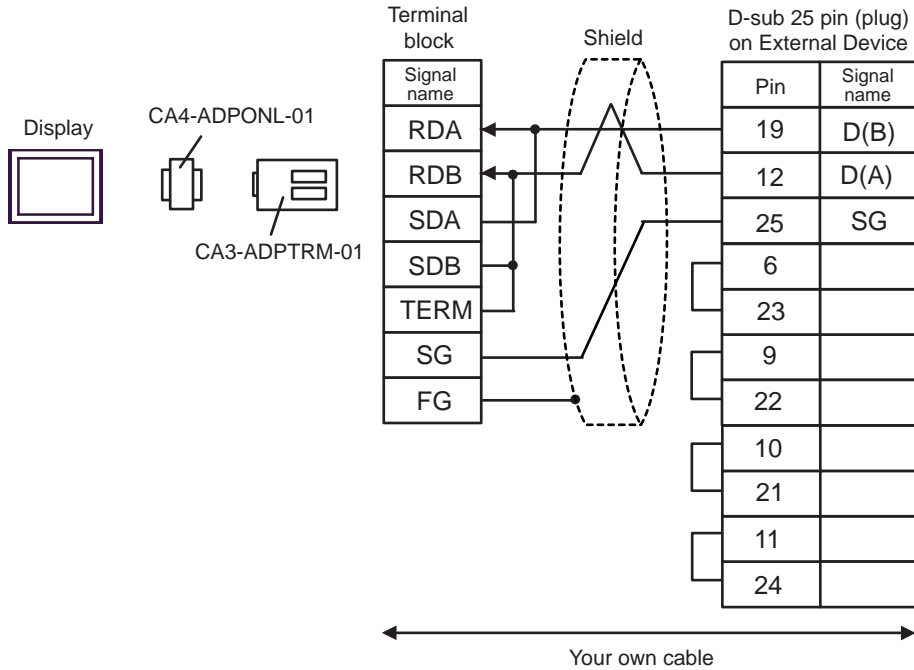 Terminal
block
Shield
D-sub 25 pin (plug)
on External Device
Display
CA4-ADPONL-01
CA3-ADPTRM-01
Signal
name
RDA
RDB
SDA
SDB
TERM
SG
FG
Pin Signal
name
19 D(B)
12 D(A)
25 SG
6
23
9
22
10
21
11
24
Your own cable